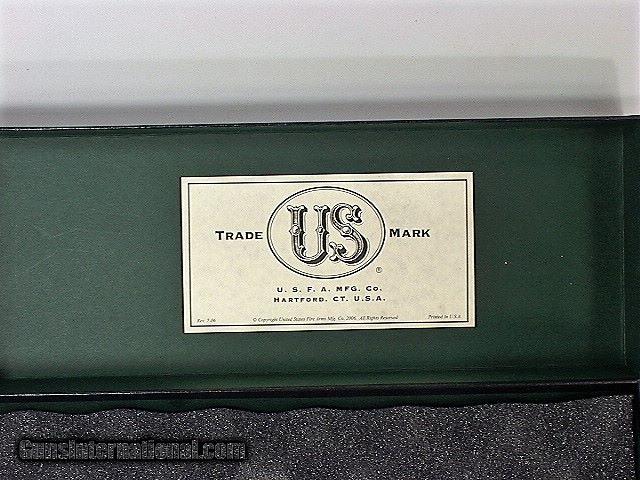 TRADE US MARK
®
U. S. F. A. MFG. CO.
HARTFORD, CT. U.S.A.
Rev. 7.06 © Copyright United States Fire Arms Mfg. Co. 2006. All Rights Reserved Printed in U.S.A.
GunsInternational.com